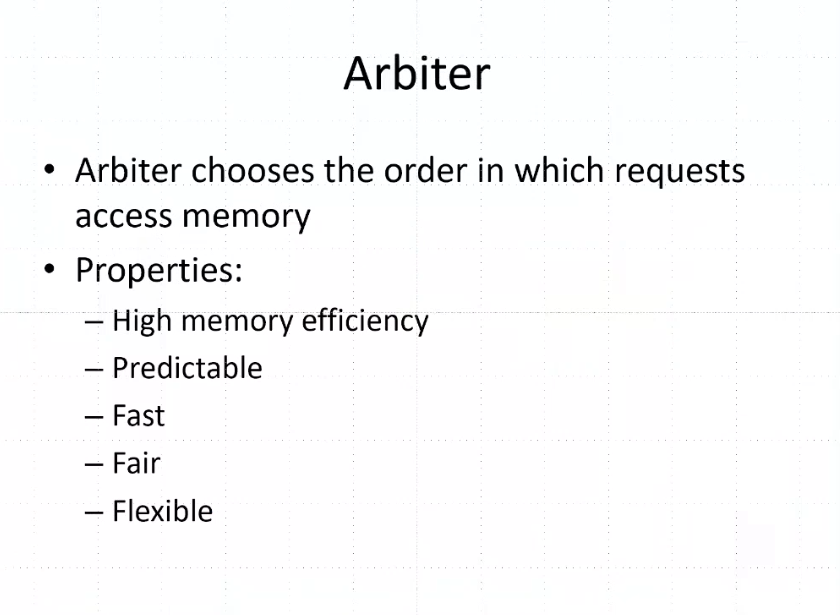 Arbiter
• Arbiter chooses the order in which requests
access memory
• Properties:
– High memory efficiency
– Predictable
– Fast
– Fair
– Flexible